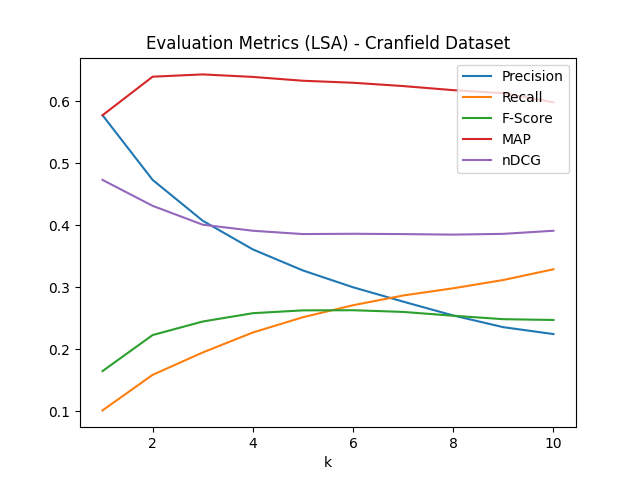 Evaluation Metrics (LSA) - Cranfield Dataset
Precision
Recall
F-Score
MAP
nDCG
0.6
0.5
0.4
0.3
0.2
0.1
2 4 6 8 10
k